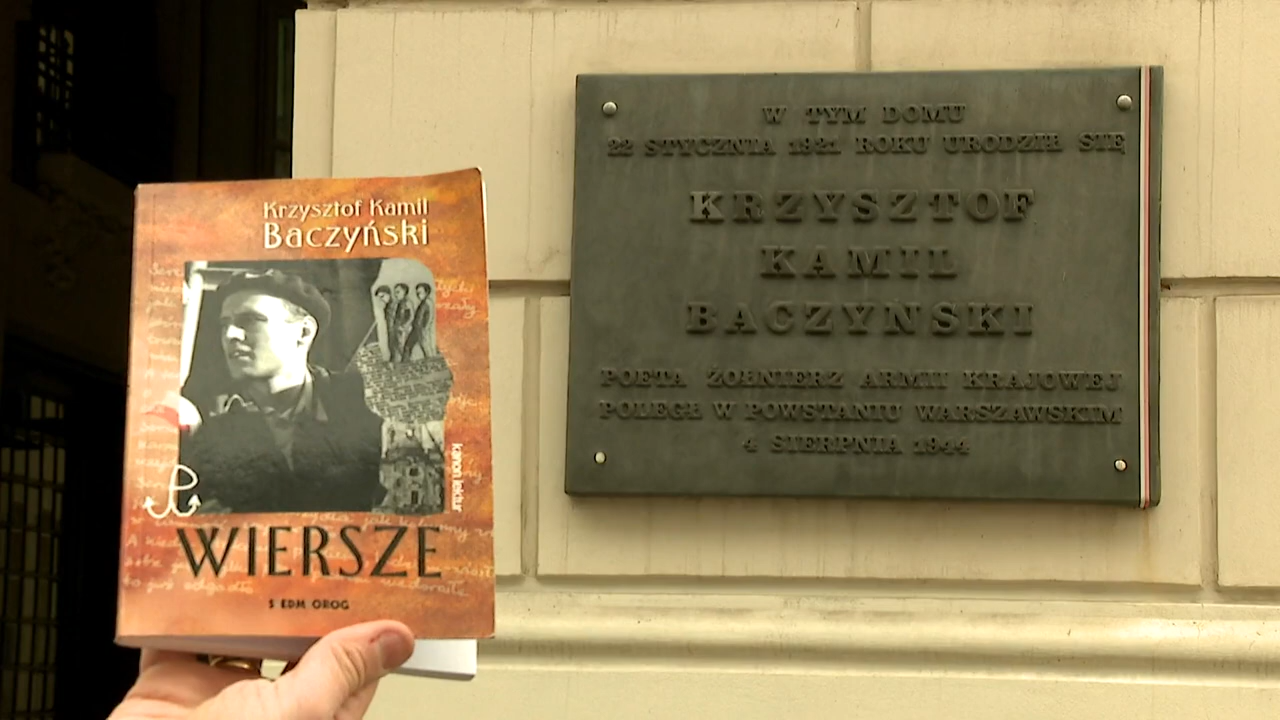 Krzysztof Kamil
Baczyński
kanon lektur
WIERSZE
W TYM DOMU
22 STYCZNIA 1921 ROKU URODZIŁ SIĘ
KRZYSZTOF
KAMIL
BACZYŃSKI
POETA ŻOŁNIERZ ARMII KRAJOWEJ
POLEGŁ W POWSTANIU WARSZAWSKIM
4 SIERPNIA 1944